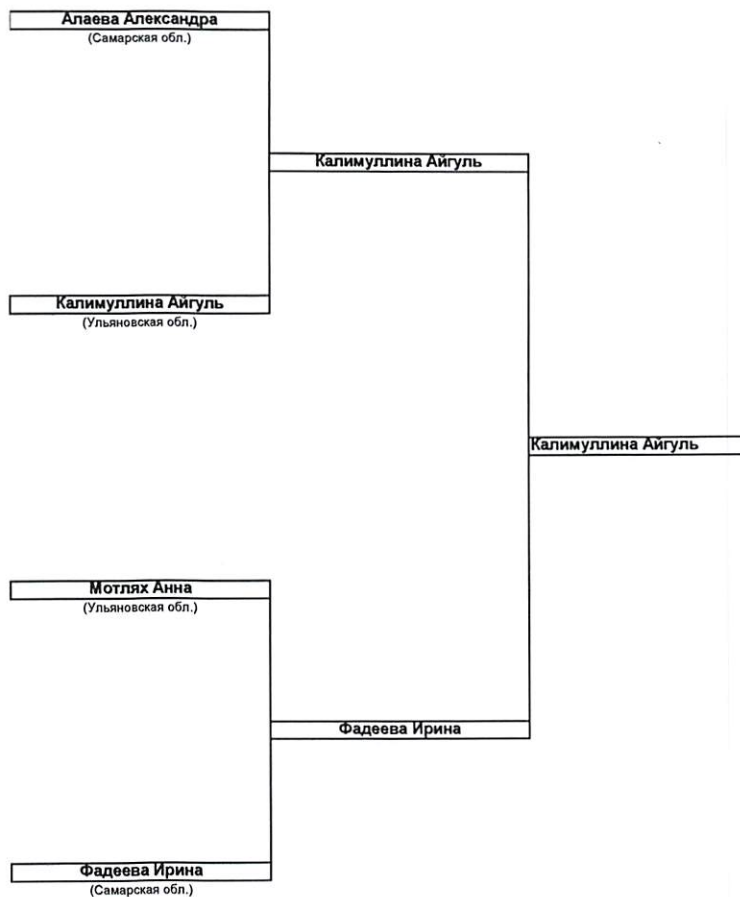 Алаева Александра
(Самарская обл.)
Калимуллина Айгуль
Калимуллина Айгуль
(Ульяновская обл.)
Калимуллина Айгуль
Мотлях Анна
(Ульяновская обл.)
Фадеева Ирина
Фадеева Ирина
(Самарская обл.)